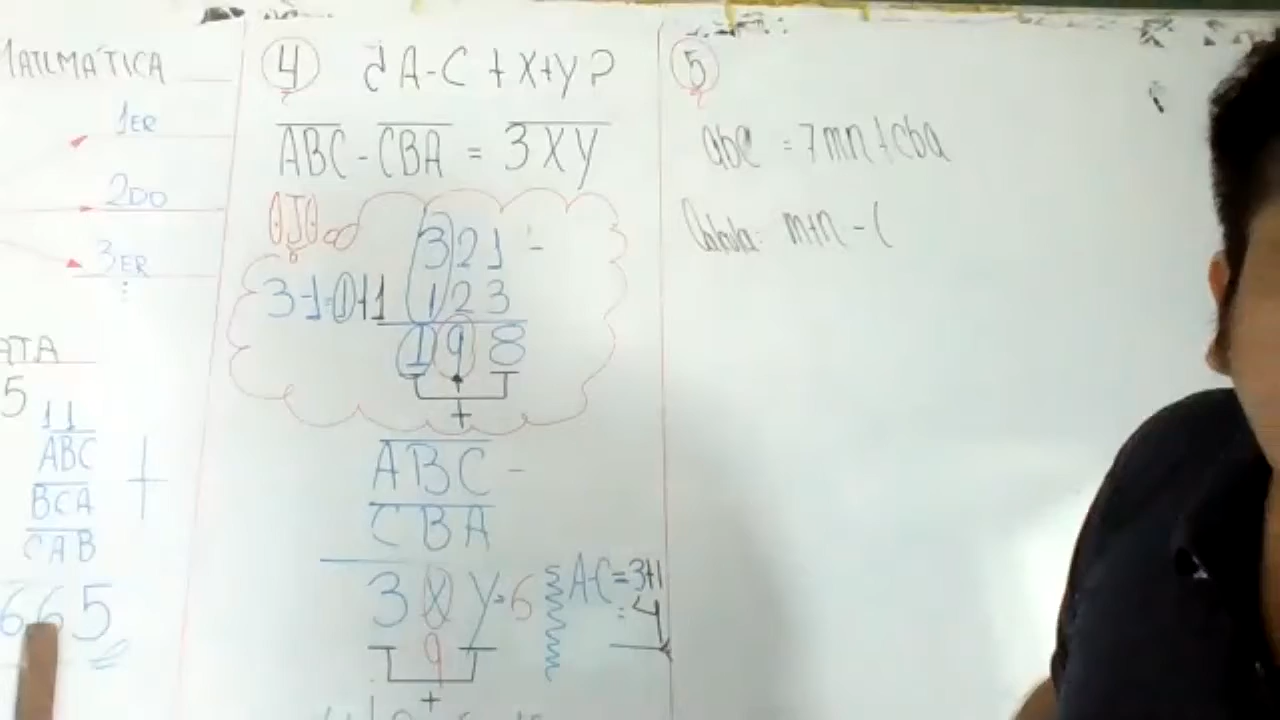 MATEMÁTICA
1ER
2DO
3ER
ATA
5
11
ABC
BCA
CAB
+
665
4 ¿A-C+X+Y?
ABC-CBA=3XY
OJO
321-
3-1=1+1 123
198
+
ABC-
CBA
3XY=6
A-C=3+1
:4
9
+
5
abc=7mn+cba
Calcula: m+n-(